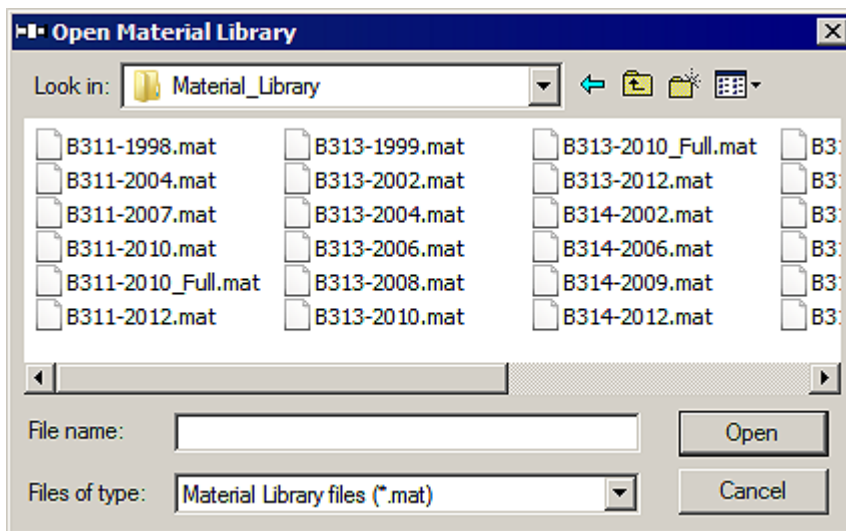 Open Material Library
Look in: Material_Library
B311-1998.mat
B311-2004.mat
B311-2007.mat
B311-2010.mat
B311-2010_Full.mat
B311-2012.mat
B313-1999.mat
B313-2002.mat
B313-2004.mat
B313-2006.mat
B313-2008.mat
B313-2010.mat
B313-2010_Full.mat
B313-2012.mat
B314-2002.mat
B314-2006.mat
B314-2009.mat
B314-2012.mat
File name:
Open
Files of type: Material Library files (*.mat)
Cancel